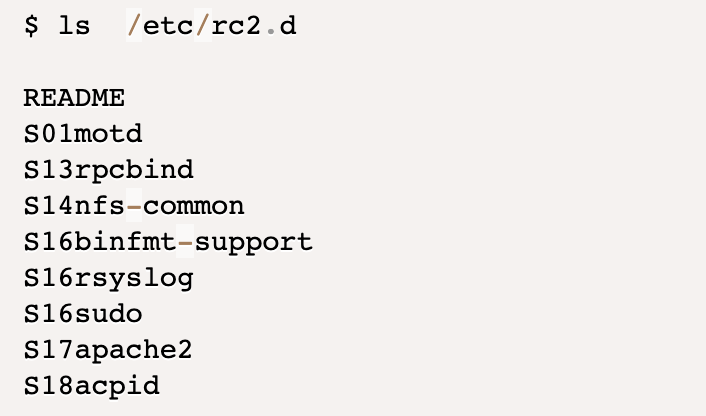 $ ls  /etc/rc2.d
README
S01motd
S13rpcbind
S14nfs-common
S16binfmt-support
S16rsyslog
S16sudo
S17apache2
S18acpid